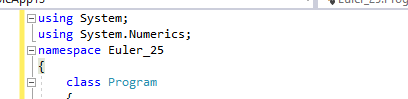 using System;
using System.Numerics;
namespace Euler_25
{
class Program
{